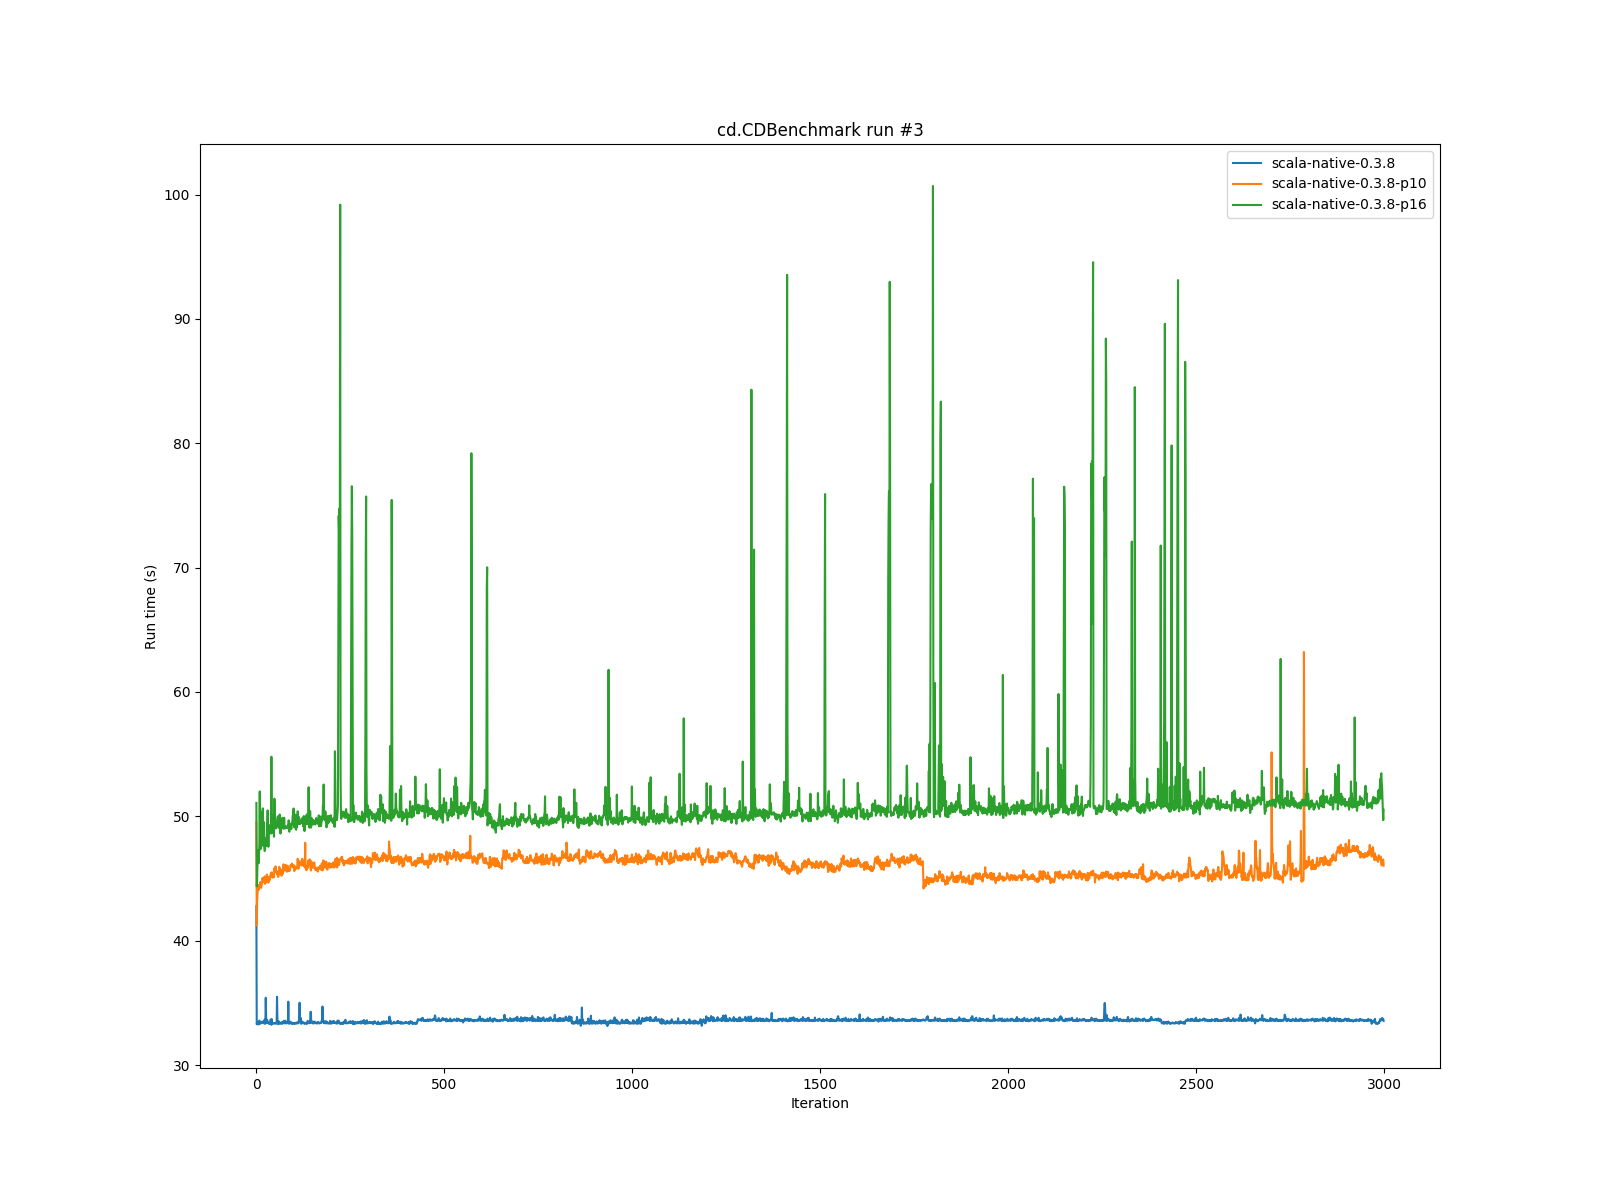 cd.CDBenchmark run #3
scala-native-0.3.8
scala-native-0.3.8-p10
scala-native-0.3.8-p16
100
90
80
70
60
50
40
30
Run time (s)
0
500
1000
1500
2000
2500
3000
Iteration